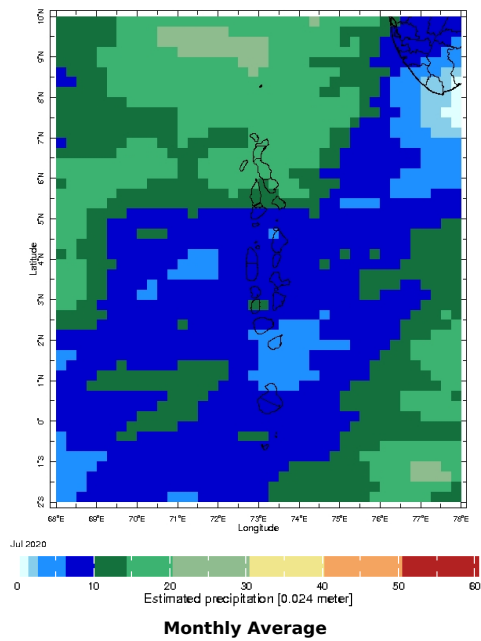 10°N
9°N
8°N
7°N
6°N
5°N
4°N
3°N
2°N
1°N
0°
1°S
2°S
Latitude
68°E 69°E 70°E 71°E 72°E 73°E 74°E 75°E 76°E 77°E 78°E
Longitude
Jul 2020
0 10 20 30 40 50 60
Estimated precipitation [0.024 meter]
Monthly Average